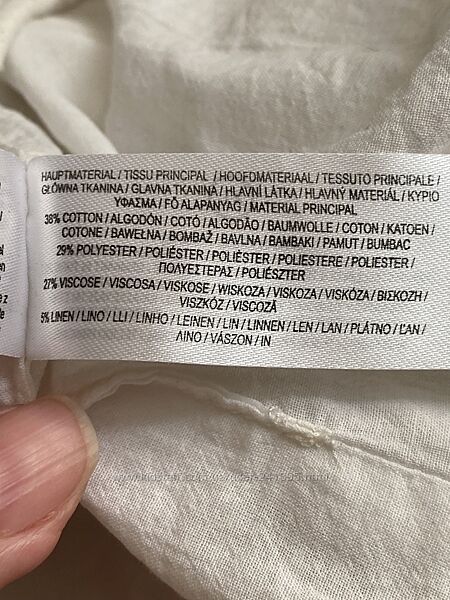 HAUPTMATERIAL / TISSU PRINCIPAL / HOOFDMATERIAAL / TESSUTO PRINCIPALE /
GŁÓWNA TKANINA / GLAVNA TKANINA / HLAVNÍ LÁTKA / HLAVNÝ MATERIÁL / ΚΥΡΙΟ
ΥΦΑΣΜΑ / FŐ ALAPANYAG / MATERIAL PRINCIPAL
38% COTTON / ALGODÓN / COTÓ / ALGODÃO / BAUMWOLLE / COTON / KATOEN /
COTONE / BAWEŁNA / BOMBAŽ / BAVLNA / BAMBAKI / PAMUT / BUMBAC
29% POLYESTER / POLIÉSTER / POLIÈSTER / POLIESTERE / POLIESTER /
ΠΟΛΥΕΣΤΕΡΑΣ / POLIÉSZTER
27% VISCOSE / VISCOSA / VISKOSE / WISKOZA / VISKOZA / VISKÓZA / ΒΙΣΚΟΖΗ /
VISZKÓZ / VISCOZĂ
5% LINEN / LINO / LLI / LINHO / LEINEN / LIN / LINNEN / LEN / LAN / PLÁTNO / ĽAN /
ΛΙΝΟ / VÁSZON / IN